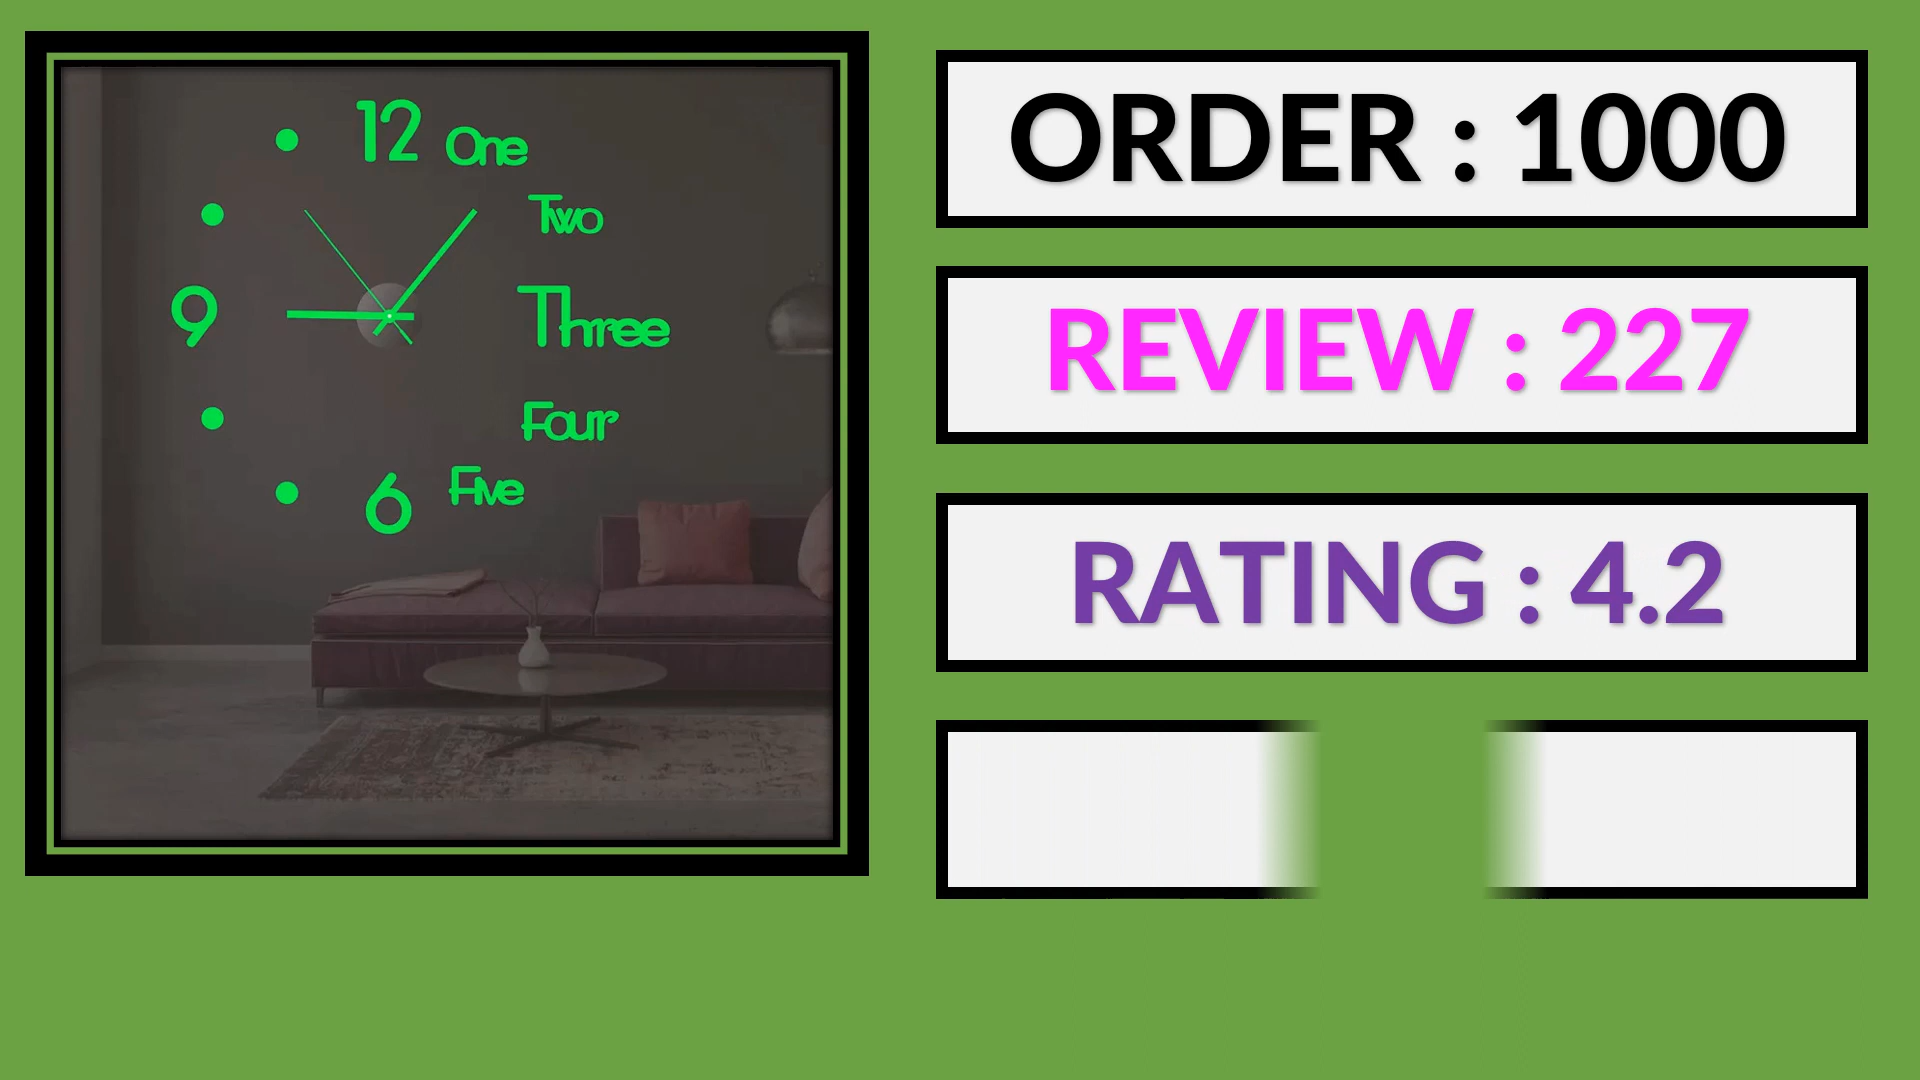 12
One
Two
9
Three
Four
6
Five
ORDER : 1000
REVIEW : 227
RATING : 4.2